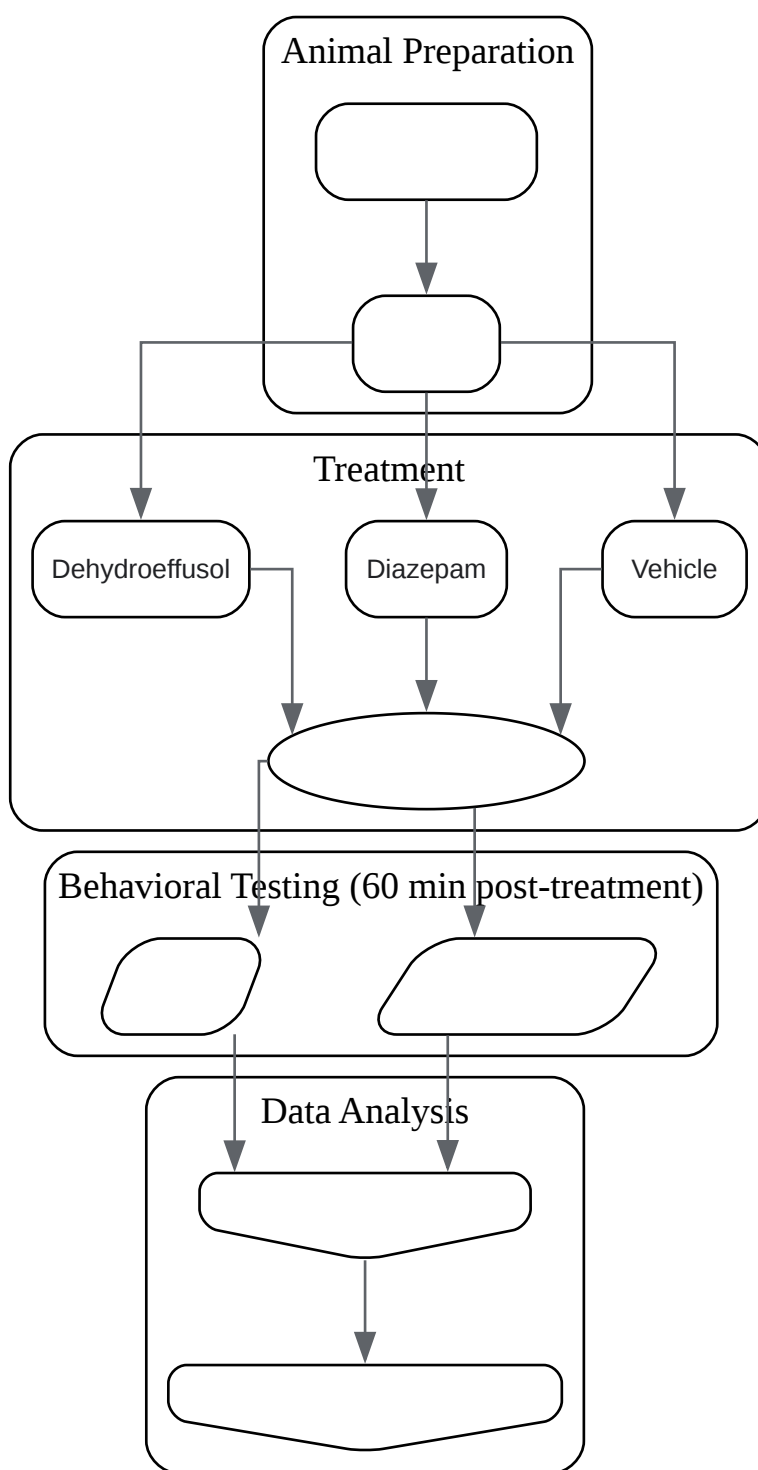 Animal Preparation
Treatment
Dehydroeffusol
Diazepam
Vehicle
Behavioral Testing (60 min post-treatment)
Data Analysis